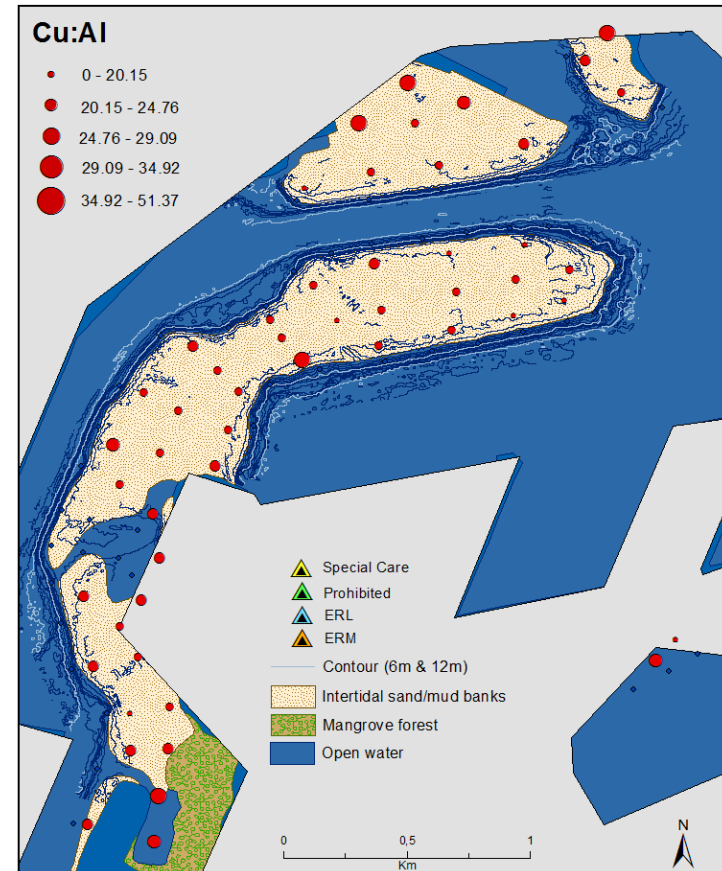 Cu:Al
0 - 20.15
20.15 - 24.76
24.76 - 29.09
29.09 - 34.92
34.92 - 51.37
Special Care
Prohibited
ERL
ERM
Contour (6m & 12m)
Intertidal sand/mud banks
Mangrove forest
Open water
0 0,5 1
Km
N